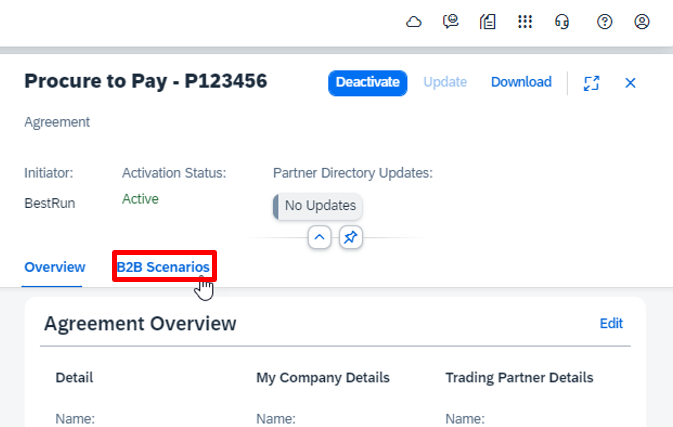 Procure to Pay - P123456
Deactivate
Update
Download
Agreement
Initiator:
Activation Status:
Partner Directory Updates:
BestRun
Active
No Updates
Overview
B2B Scenarios
Agreement Overview
Edit
Detail
My Company Details
Trading Partner Details
Name:
Name:
Name: